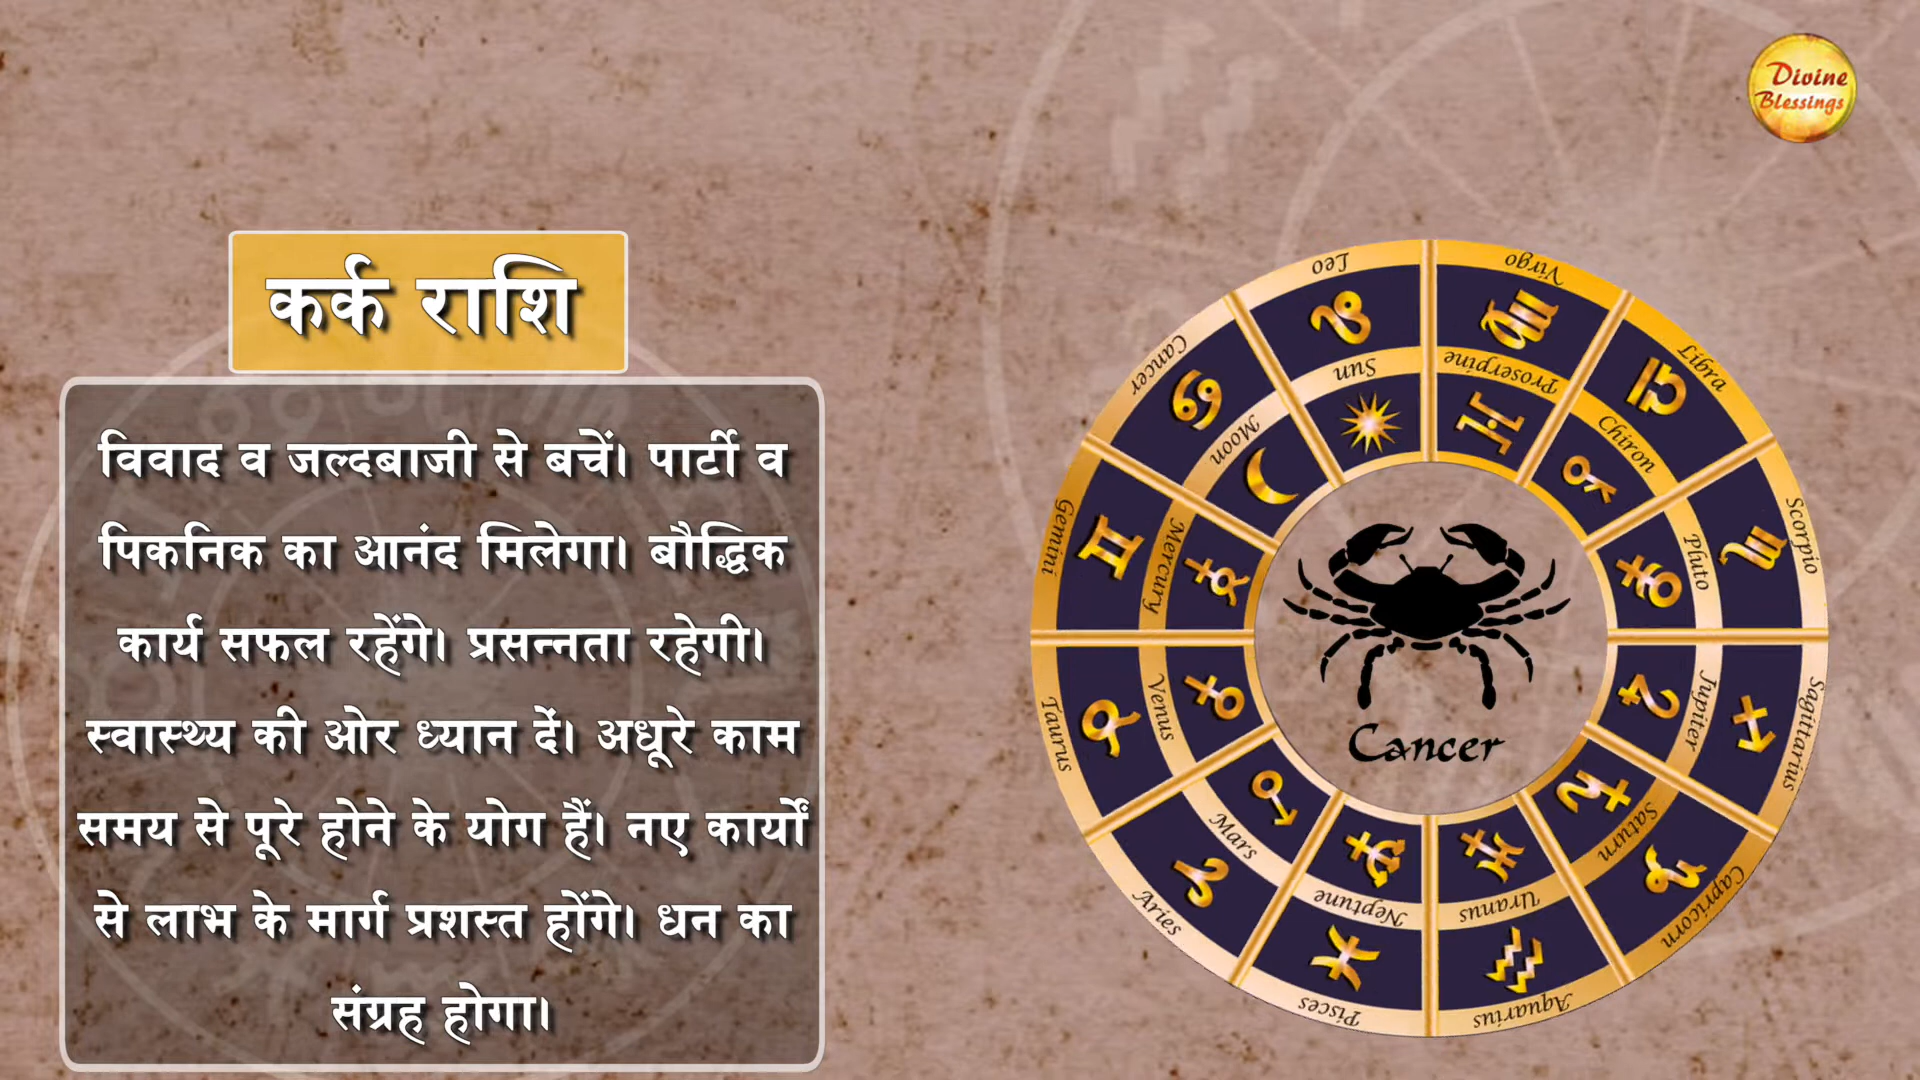 Divine
Blessings
कर्क राशि
विवाद व जल्दबाजी से बचें। पार्टी व
पिकनिक का आनंद मिलेगा। बौद्धिक
कार्य सफल रहेंगे। प्रसन्नता रहेगी।
स्वास्थ्य की ओर ध्यान दें। अधूरे काम
समय से पूरे होने के योग हैं। नए कार्यों
से लाभ के मार्ग प्रशस्त होंगे। धन का
संग्रह होगा।
Leo
Virgo
Libra
Scorpio
Sagittarius
Capricorn
Aquarius
Pisces
Aries
Taurus
Gemini
Cancer
Sun
Proserpine
Chiron
Pluto
Jupiter
Saturn
Uranus
Neptune
Mars
Venus
Mercury
Moon
Cancer